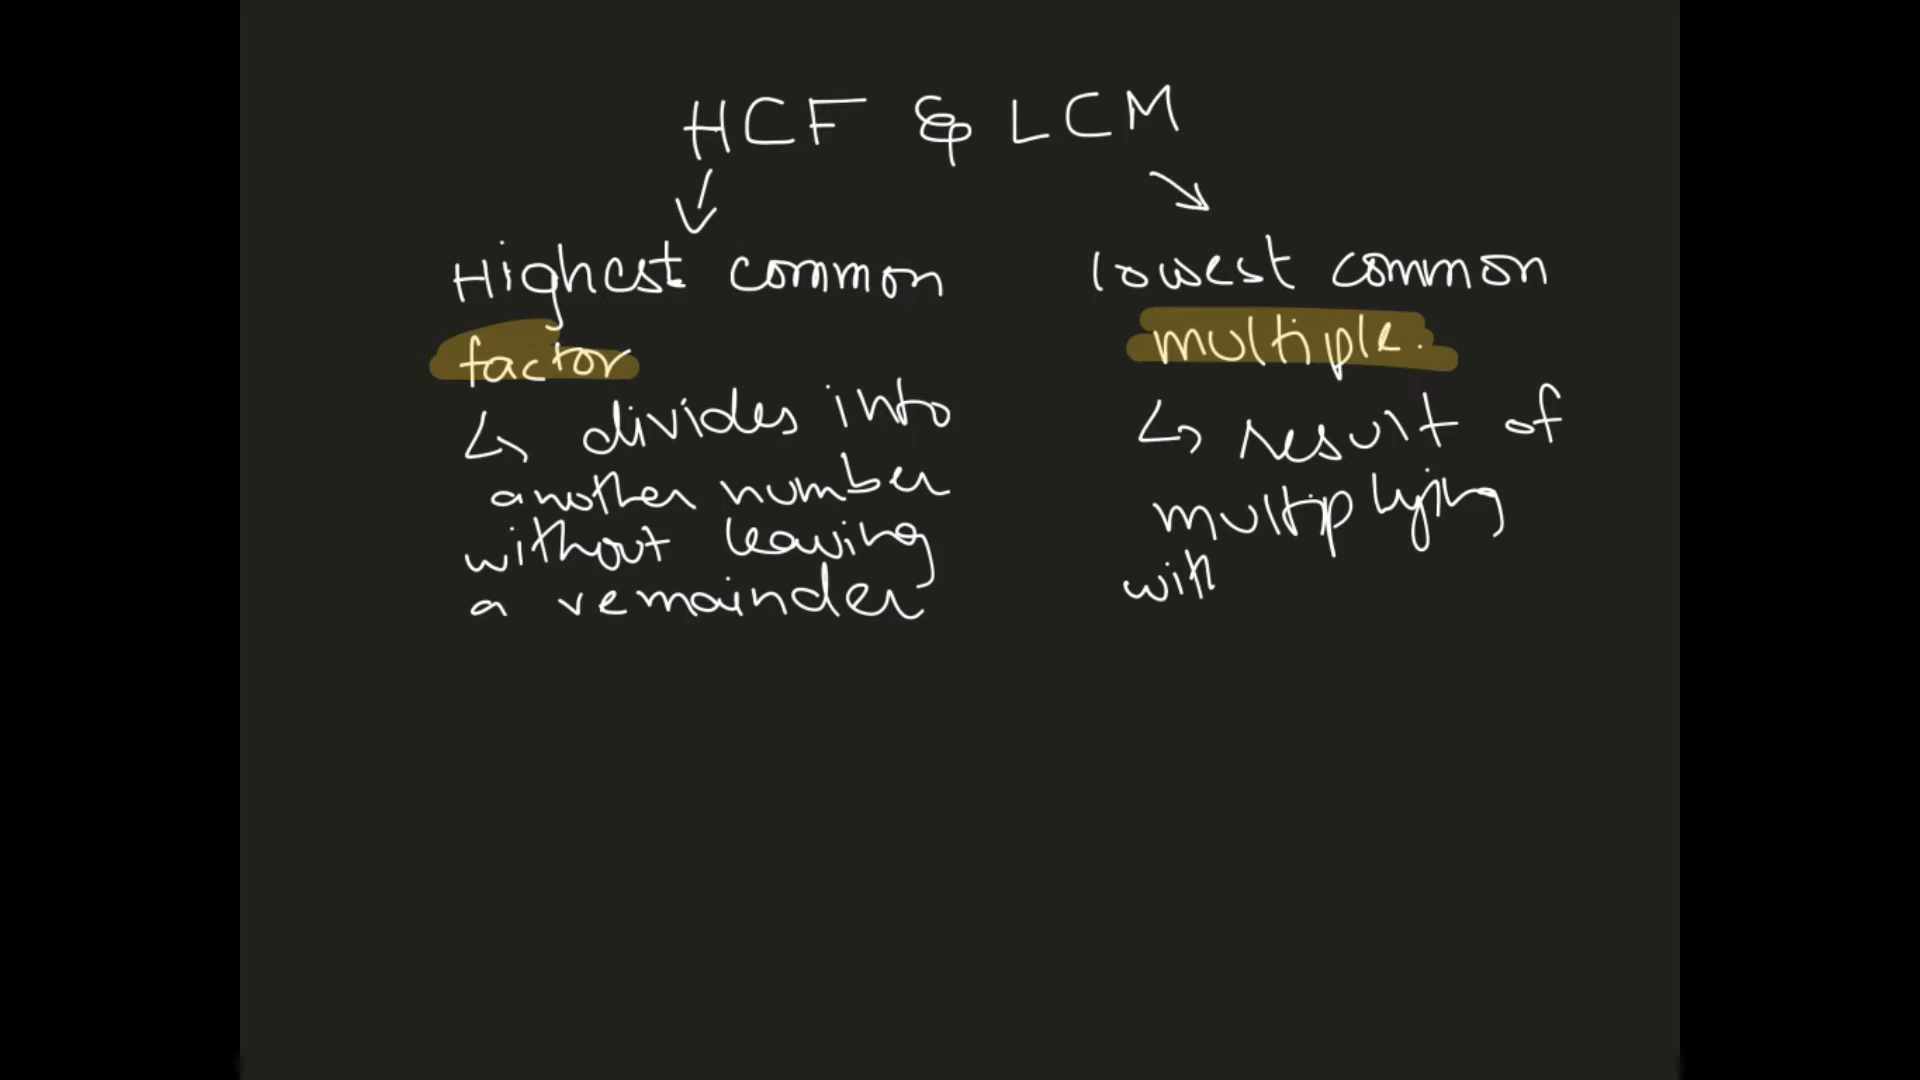 HCF & LCM
Highest common
factor
↳ divides into
another number
without leaving
a remainder
lowest common
multiple.
↳ result of
multiplying
with